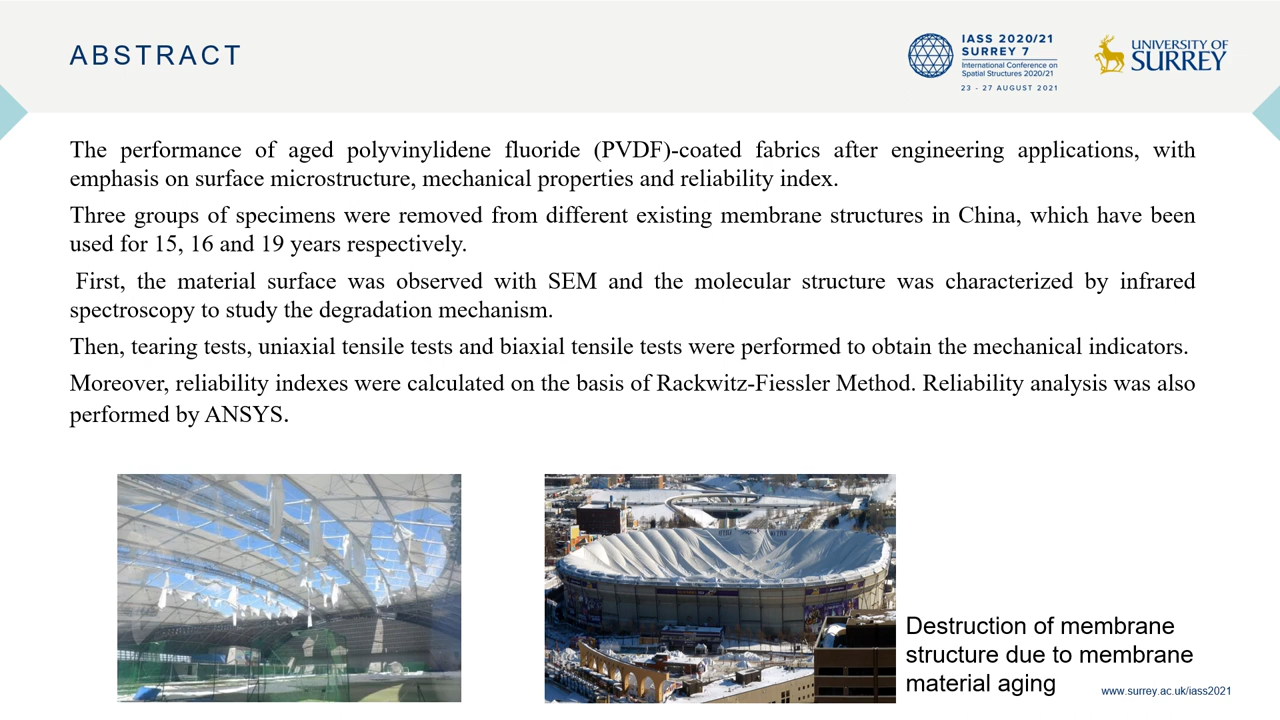 ABSTRACT
IASS 2020/21
SURREY 7
International Conference on
Spatial Structures 2020/21
23 - 27 AUGUST 2021
UNIVERSITY OF
SURREY
The performance of aged polyvinylidene fluoride (PVDF)-coated fabrics after engineering applications, with
emphasis on surface microstructure, mechanical properties and reliability index.
Three groups of specimens were removed from different existing membrane structures in China, which have been
used for 15, 16 and 19 years respectively.
First, the material surface was observed with SEM and the molecular structure was characterized by infrared
spectroscopy to study the degradation mechanism.
Then, tearing tests, uniaxial tensile tests and biaxial tensile tests were performed to obtain the mechanical indicators.
Moreover, reliability indexes were calculated on the basis of Rackwitz-Fiessler Method. Reliability analysis was also
performed by ANSYS.
Destruction of membrane
structure due to membrane
material aging
www.surrey.ac.uk/iass2021